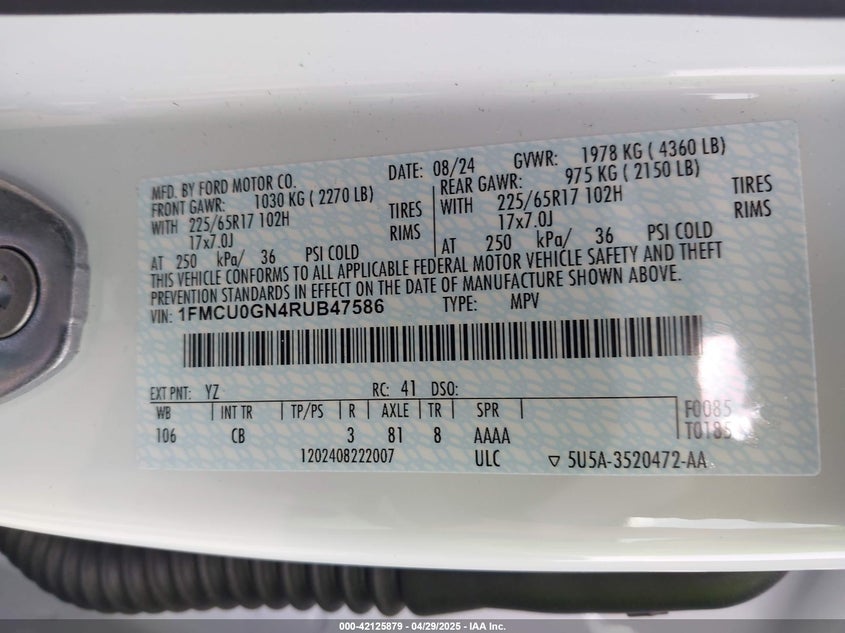 MFD. BY FORD MOTOR CO.
DATE: 08/24 GVWR: 1978 KG ( 4360 LB)
FRONT GAWR: 1030 KG ( 2270 LB)
WITH 225/65R17 102H TIRES
17x7.0J RIMS
AT 250 kPa/ 36 PSI COLD
REAR GAWR: 975 KG ( 2150 LB)
WITH 225/65R17 102H TIRES
17x7.0J RIMS
AT 250 kPa/ 36 PSI COLD
THIS VEHICLE CONFORMS TO ALL APPLICABLE FEDERAL MOTOR VEHICLE SAFETY AND THEFT
PREVENTION STANDARDS IN EFFECT ON THE DATE OF MANUFACTURE SHOWN ABOVE.
VIN: 1FMCU0GN4RUB47586 TYPE: MPV
EXT PNT: YZ RC: 41 DSO:
WB INT TR TP/PS R AXLE TR SPR F0085
106 CB 3 81 8 AAAA T0185
1202408222007 ULC 5U5A-3520472-AA
000-42125879 - 04/29/2025 - IAA Inc.